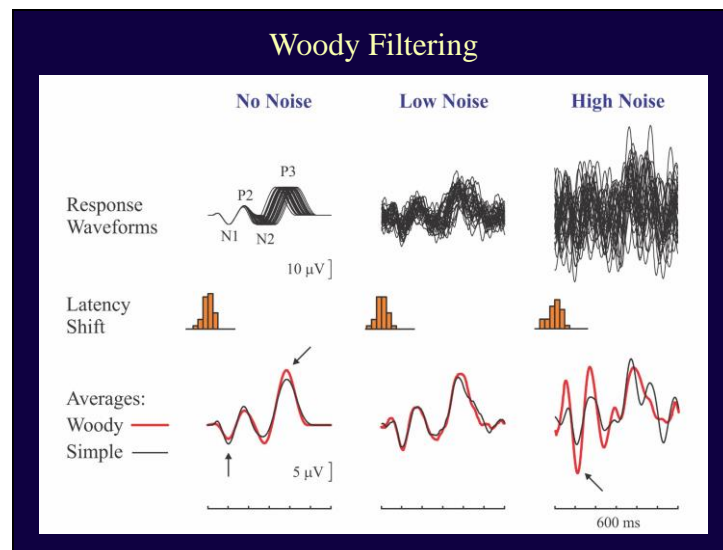 Woody Filtering
No Noise Low Noise High Noise
Response
Waveforms
P3
P2
N1 N2
10 μV
Latency
Shift
Averages:
Woody
Simple
5 μV
600 ms